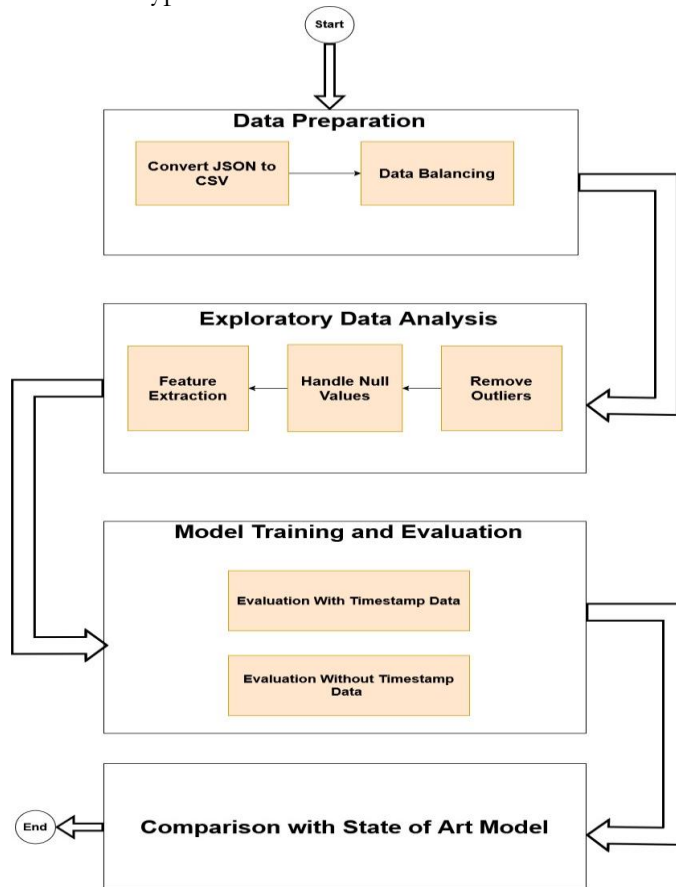 yp
Start
Data Preparation
Convert JSON to
CSV
Data Balancing
Exploratory Data Analysis
Feature
Extraction
Handle Null
Values
Remove
Outliers
Model Training and Evaluation
Evaluation With Timestamp Data
Evaluation Without Timestamp
Data
Comparison with State of Art Model
End